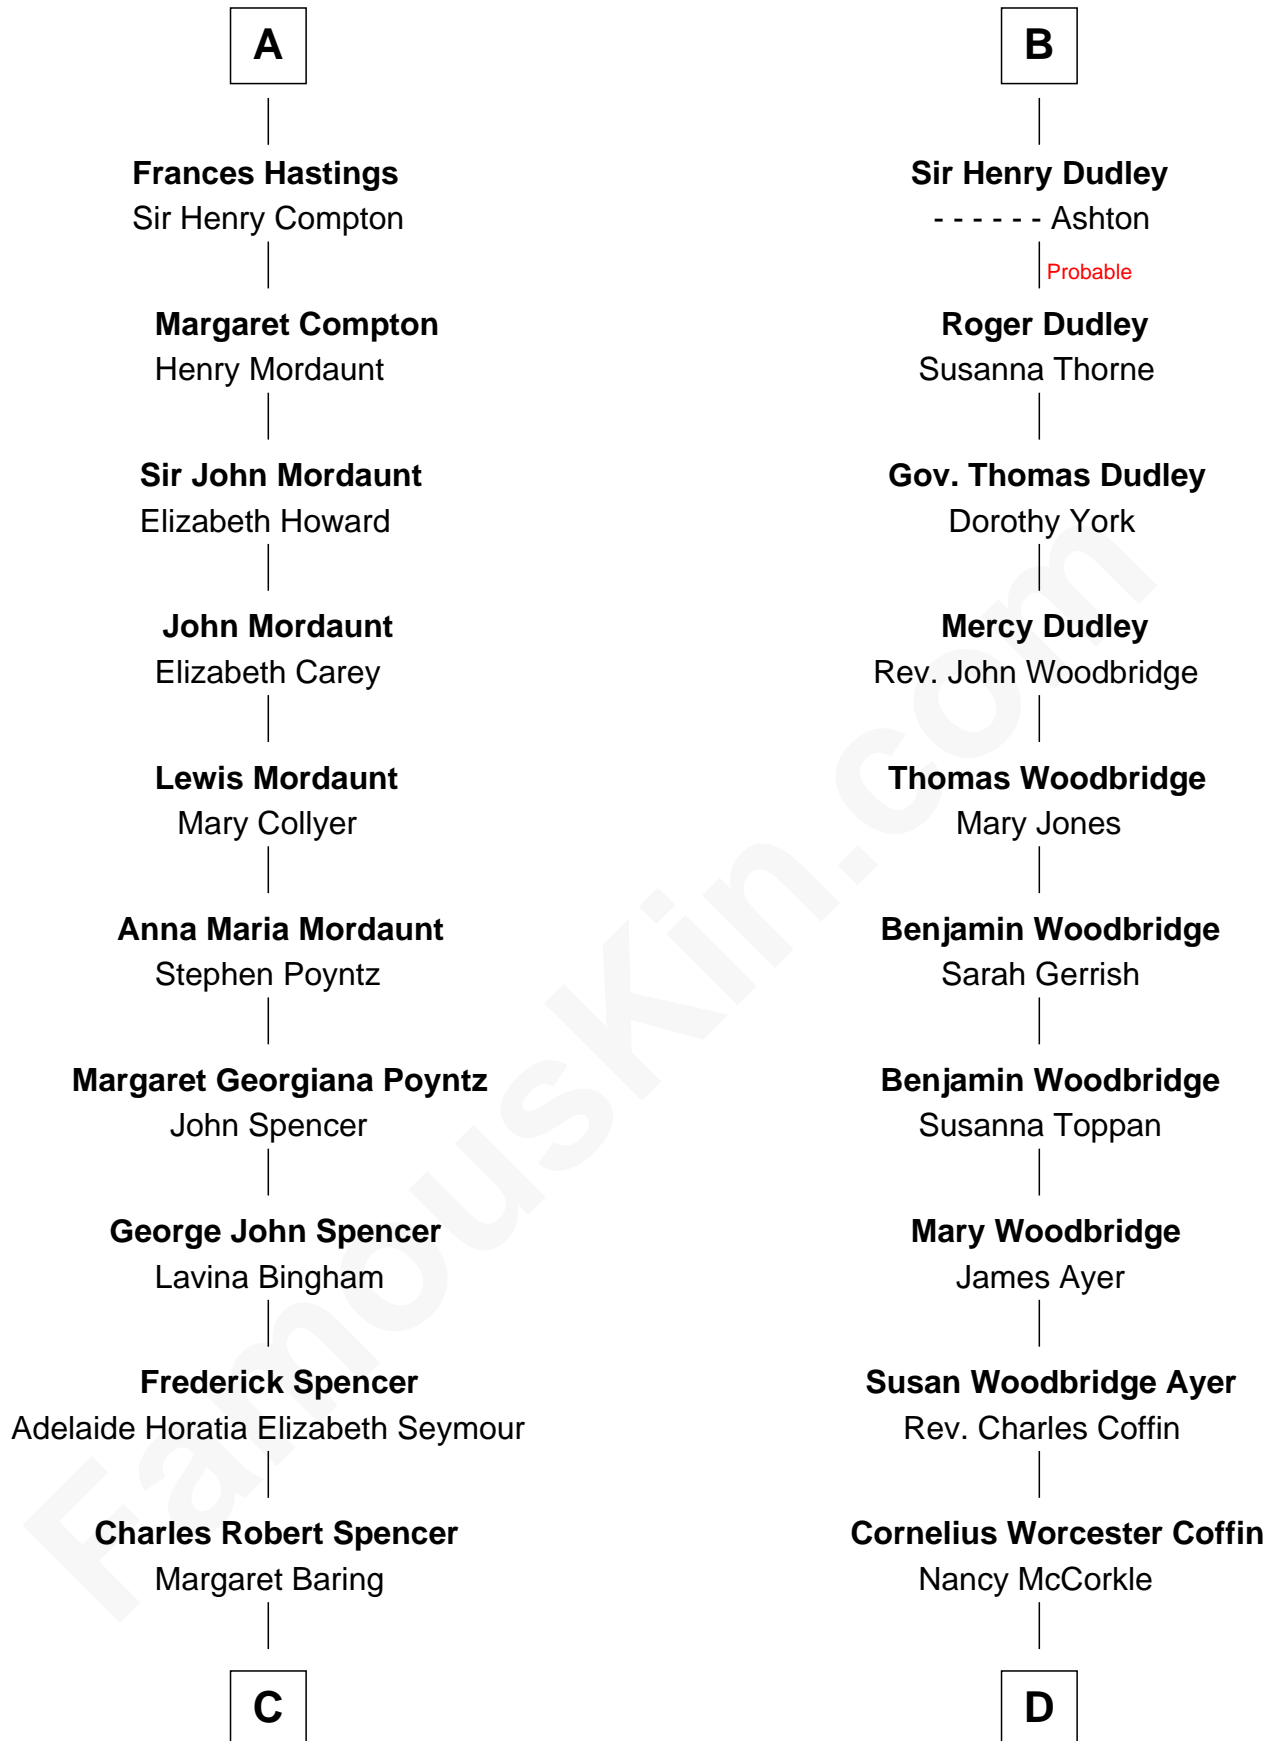 A
Frances Hastings
Sir Henry Compton
Margaret Compton
Henry Mordaunt
Sir John Mordaunt
Elizabeth Howard
John Mordaunt
Elizabeth Carey
Lewis Mordaunt
Mary Collyer
Anna Maria Mordaunt
Stephen Poyntz
Margaret Georgiana Poyntz
John Spencer
George John Spencer
Lavina Bingham
Frederick Spencer
Adelaide Horatia Elizabeth Seymour
Charles Robert Spencer
Margaret Baring
C
B
Sir Henry Dudley
- - - - - - Ashton
Probable
Roger Dudley
Susanna Thorne
Gov. Thomas Dudley
Dorothy York
Mercy Dudley
Rev. John Woodbridge
Thomas Woodbridge
Mary Jones
Benjamin Woodbridge
Sarah Gerrish
Benjamin Woodbridge
Susanna Toppan
Mary Woodbridge
James Ayer
Susan Woodbridge Ayer
Rev. Charles Coffin
Cornelius Worcester Coffin
Nancy McCorkle
D
FamousKin.com